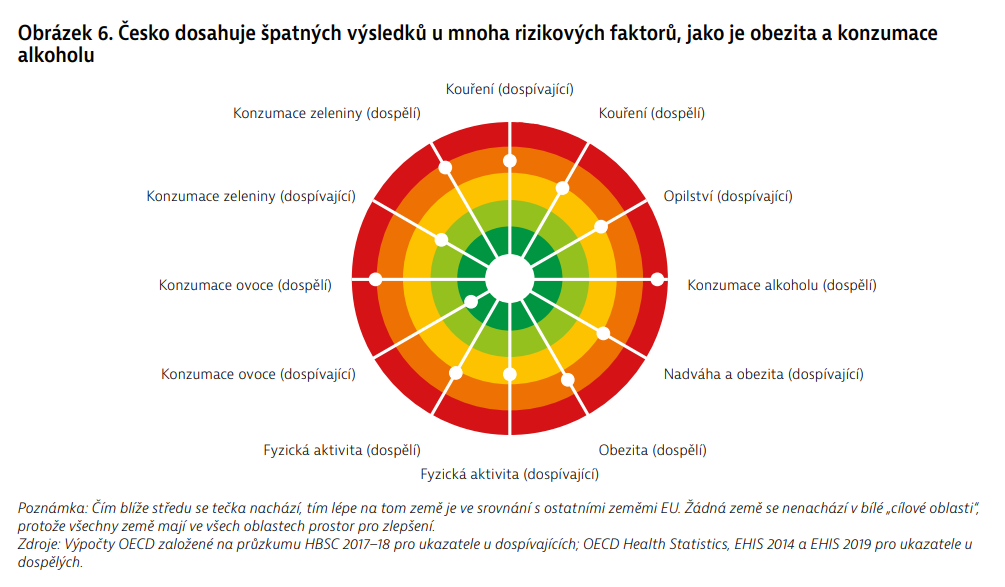 Obrázek 6. Česko dosahuje špatných výsledků u mnoha rizikových faktorů, jako je obezita a konzumace
alkoholu
Kouření (dospívající)
Konzumace zeleniny (dospělí)
Kouření (dospělí)
Konzumace zeleniny (dospívající)
Opilství (dospívající)
Konzumace ovoce (dospělí)
Konzumace alkoholu (dospělí)
Konzumace ovoce (dospívající)
Nadváha a obezita (dospívající)
Fyzická aktivita (dospělí)
Obezita (dospělí)
Fyzická aktivita (dospívající)
Poznámka: Čím blíže středu se tečka nachází, tím lépe na tom země je ve srovnání s ostatními zeměmi EU. Žádná země se nenachází v bílé „cílové oblasti“,
protože všechny země mají ve všech oblastech prostor pro zlepšení.
Zdroje: Výpočty OECD založené na průzkumu HBSC 2017–18 pro ukazatele u dospívajících; OECD Health Statistics, EHIS 2014 a EHIS 2019 pro ukazatele u
dospělých.